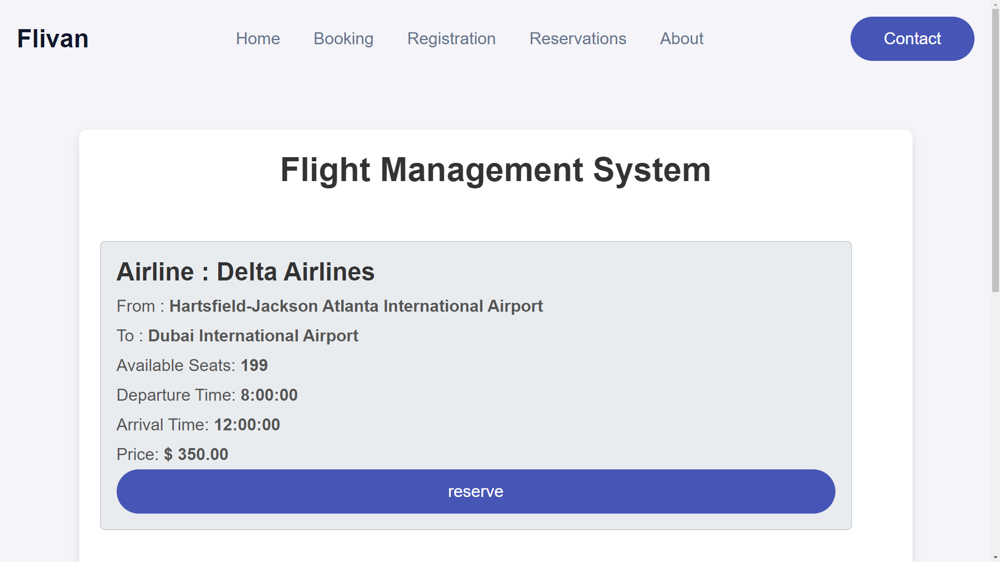 Flivan
Home Booking Registration Reservations About
Contact
Flight Management System
Airline : Delta Airlines
From : Hartsfield-Jackson Atlanta International Airport
To : Dubai International Airport
Available Seats: 199
Departure Time: 8:00:00
Arrival Time: 12:00:00
Price: $ 350.00
reserve